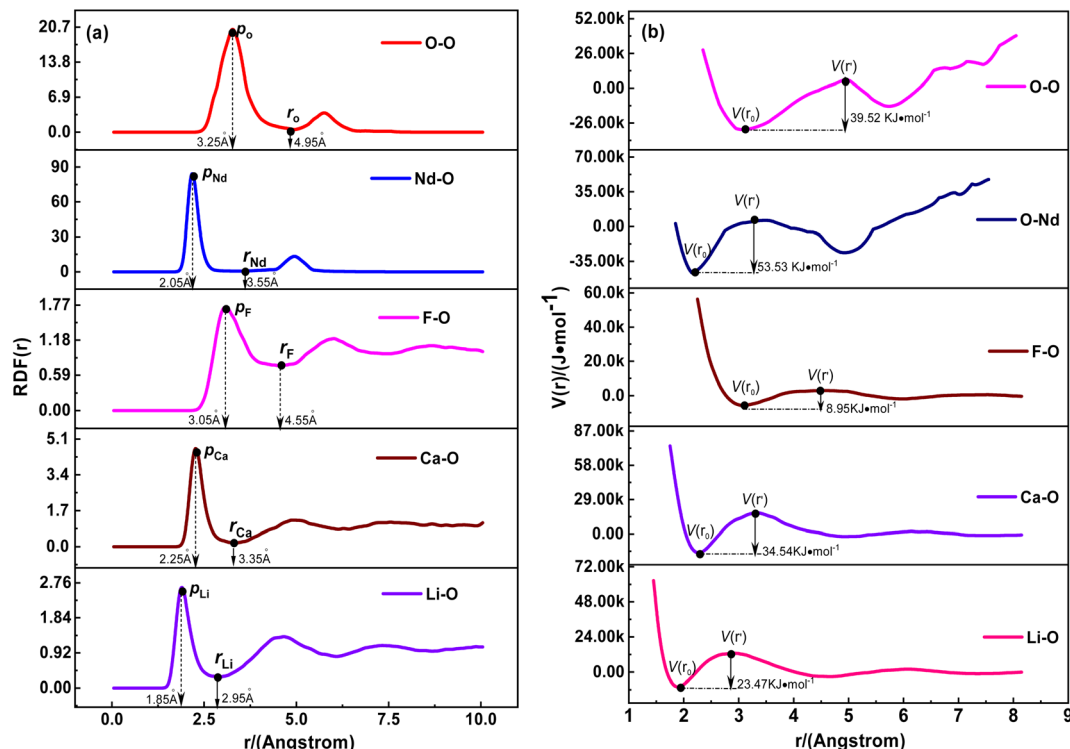 (a)
RDF(r)
20.7
13.8
6.9
0.0
p_o
r_o
O-O
3.25Å
4.95Å
90
60
30
0
p_Nd
r_Nd
Nd-O
2.05Å
3.55Å
1.77
1.18
0.59
0.00
p_F
r_F
F-O
3.05Å
4.55Å
5.1
3.4
1.7
0.0
p_Ca
r_Ca
Ca-O
2.25Å
3.35Å
2.76
1.84
0.92
0.00
p_Li
r_Li
Li-O
1.85Å
2.95Å
0.0 2.5 5.0 7.5 10.0
r/(Angstrom)
(b)
V(r)/(J•mol⁻¹)
52.00k
26.00k
0.00
-26.00k
V(r₀)
V(r')
O-O
39.52 KJ•mol⁻¹
70.00k
35.00k
0.00
-35.00k
V(r')
V(r₀)
O-Nd
53.53 KJ•mol⁻¹
60.0k
40.0k
20.0k
0.0
V(r₀)
V(r')
F-O
8.95KJ•mol⁻¹
87.00k
58.00k
29.00k
0.00
V(r')
V(r₀)
Ca-O
34.54KJ•mol⁻¹
72.00k
48.00k
24.00k
0.00
V(r')
V(r₀)
Li-O
23.47KJ•mol⁻¹
1 2 3 4 5 6 7 8 9
r/(Angstrom)